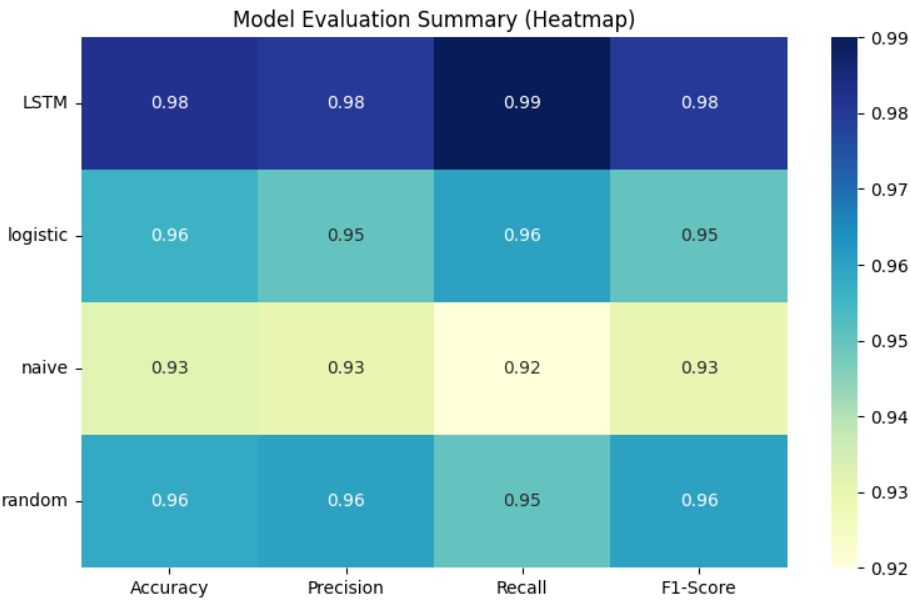 Model Evaluation Summary (Heatmap)
LSTM 0.98 0.98 0.99 0.98
logistic 0.96 0.95 0.96 0.95
naive 0.93 0.93 0.92 0.93
random 0.96 0.96 0.95 0.96
Accuracy Precision Recall F1-Score
0.99
0.98
0.97
0.96
0.95
0.94
0.93
0.92